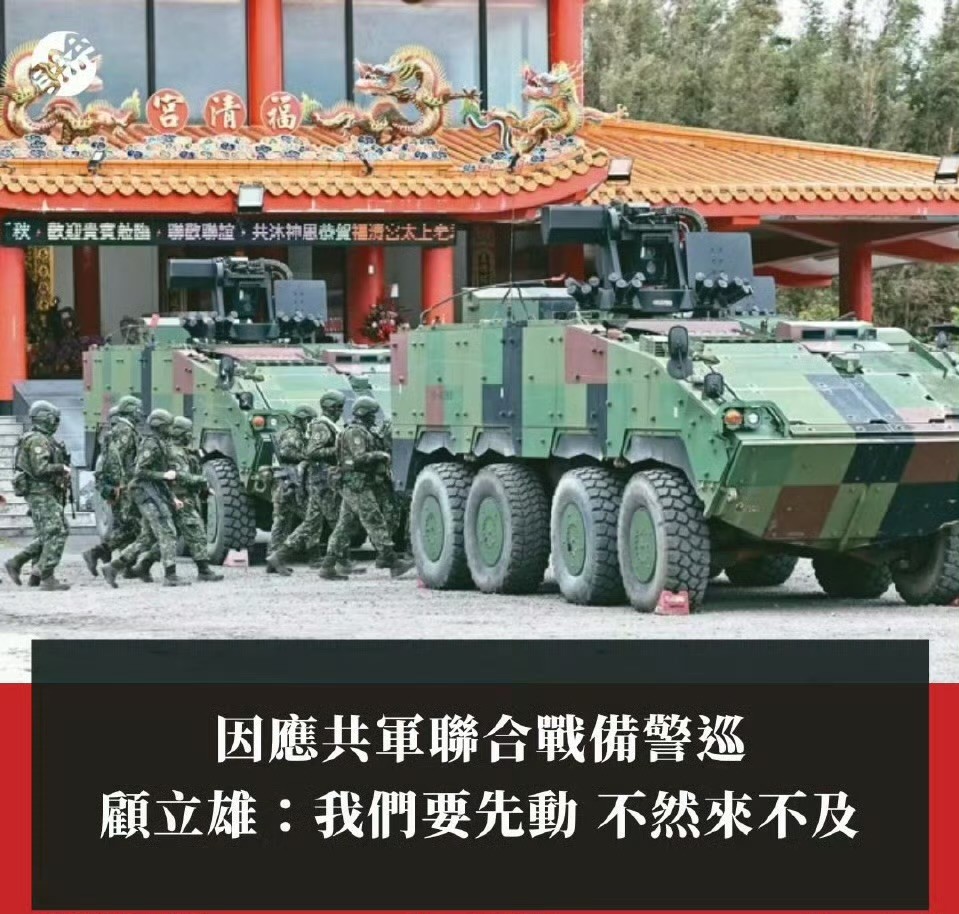 福清宮
秋 · 歡迎貴賓蒞臨 · 聯歡聯誼 · 共沐神恩恭賀福清宮太上老
因應共軍聯合戰備警巡
顧立雄：我們要先動 不然來不及